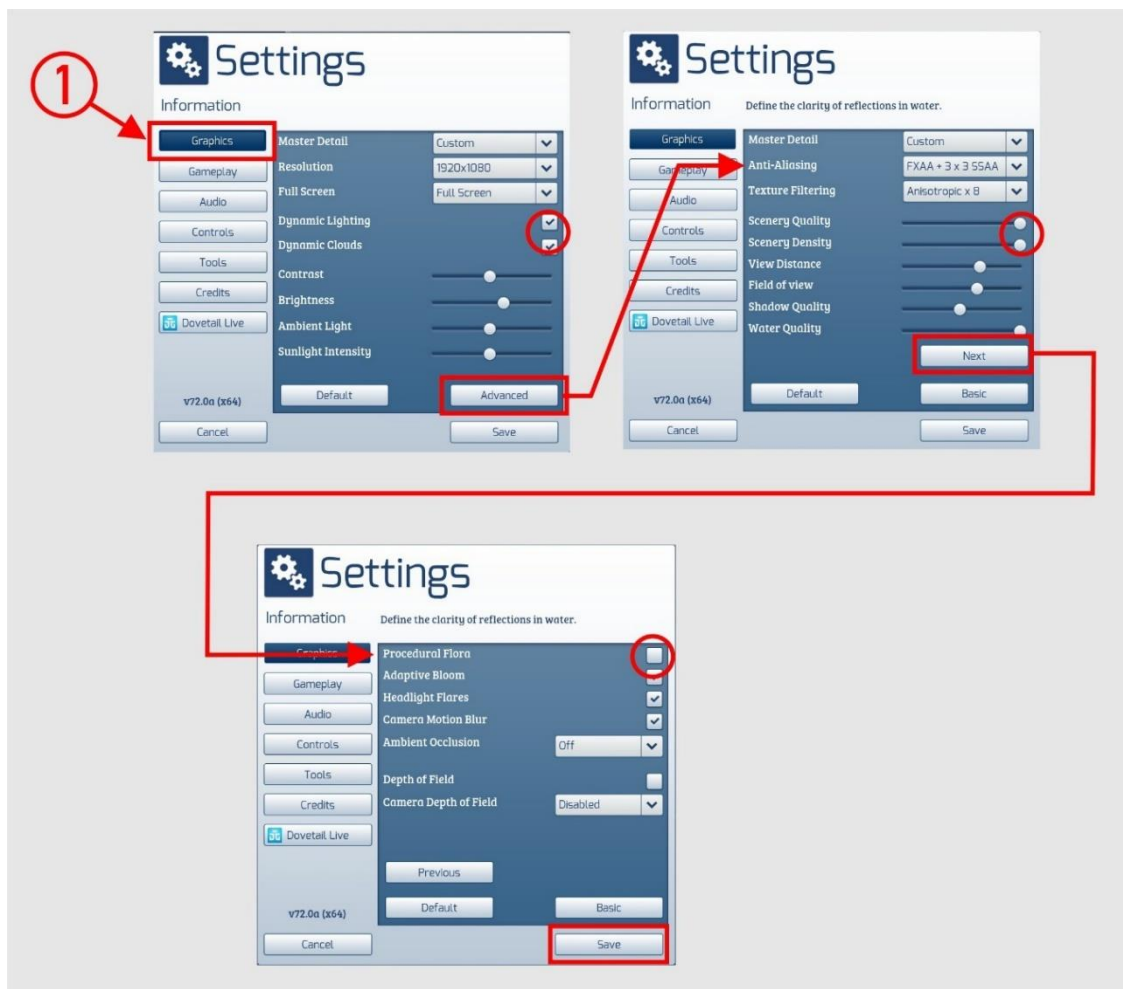 1
Settings
Information
Graphics
Master Detail Custom
Gameplay
Resolution 1920x1080
Audio
Full Screen Full Screen
Controls
Dynamic Lighting
Dynamic Clouds
Tools
Contrast
Credits
Brightness
Dovetail Live
Ambient Light
Sunlight Intensity
Default Advanced
v72.0a (x64)
Cancel Save
Settings
Information Define the clarity of reflections in water.
Graphics
Master Detail Custom
Gameplay
Anti-Aliasing FXAA + 3 x 3 SSAA
Audio
Texture Filtering Anisotropic x 8
Controls
Scenery Quality
Scenery Density
Tools
View Distance
Credits
Field of view
Shadow Quality
Dovetail Live
Water Quality
Next
Default Basic
v72.0a (x64)
Cancel Save
Settings
Information Define the clarity of reflections in water.
Graphics
Procedural Flora
Gameplay
Adaptive Bloom
Headlight Flares
Audio
Camera Motion Blur
Controls
Ambient Occlusion Off
Tools
Depth of Field
Credits
Camera Depth of Field Disabled
Dovetail Live
Previous
Default Basic
v72.0a (x64)
Cancel Save